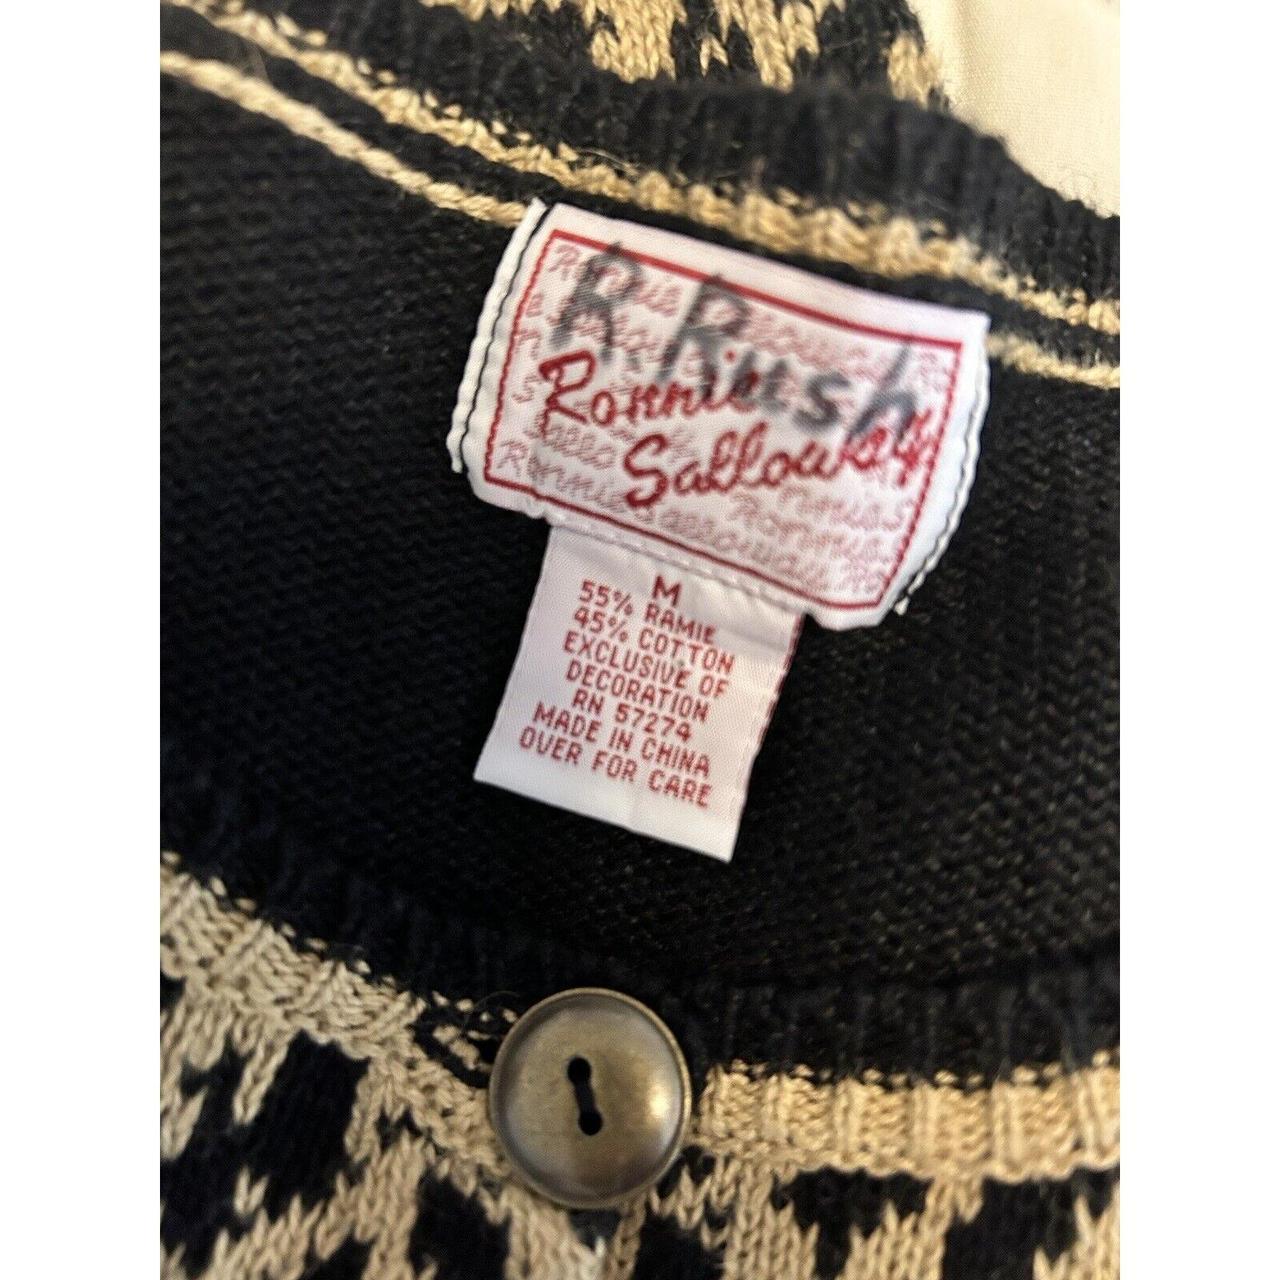 R. Rush
Ronnie
Salloway
M
55% RAMIE
45% COTTON
EXCLUSIVE OF
DECORATION
RN 57274
MADE IN CHINA
OVER FOR CARE